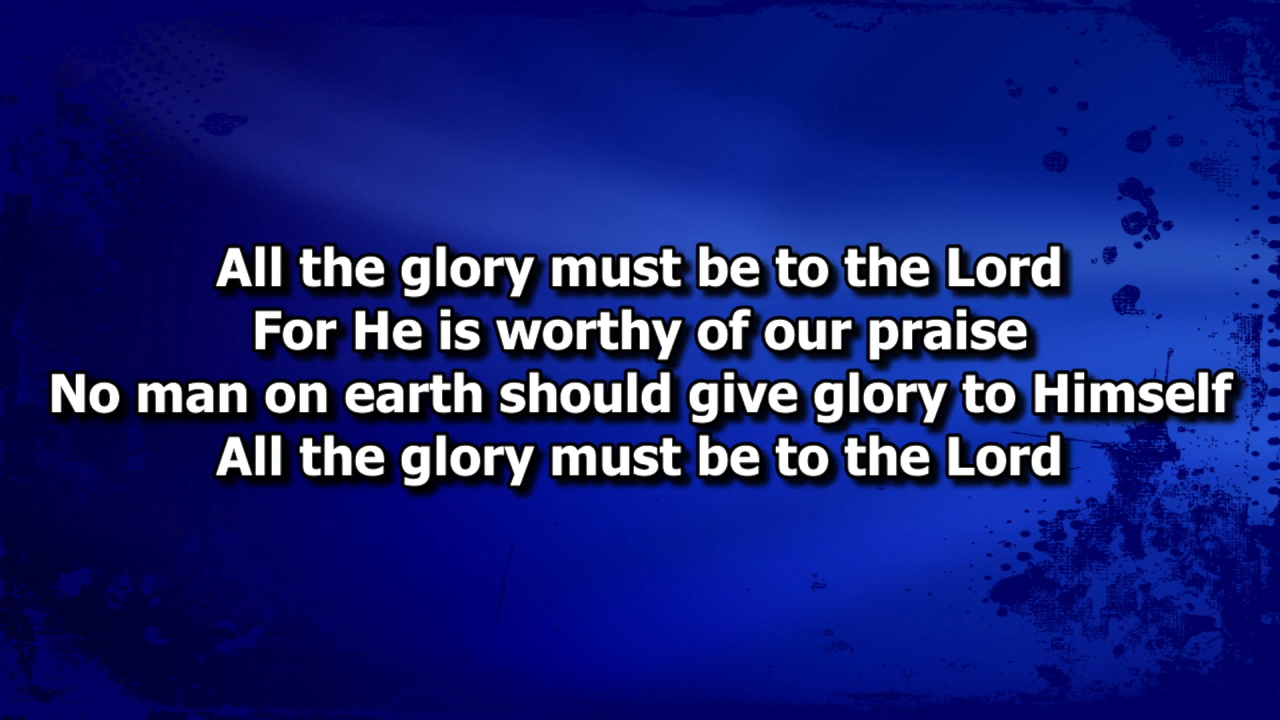 All the glory must be to the Lord
For He is worthy of our praise
No man on earth should give glory to Himself
All the glory must be to the Lord